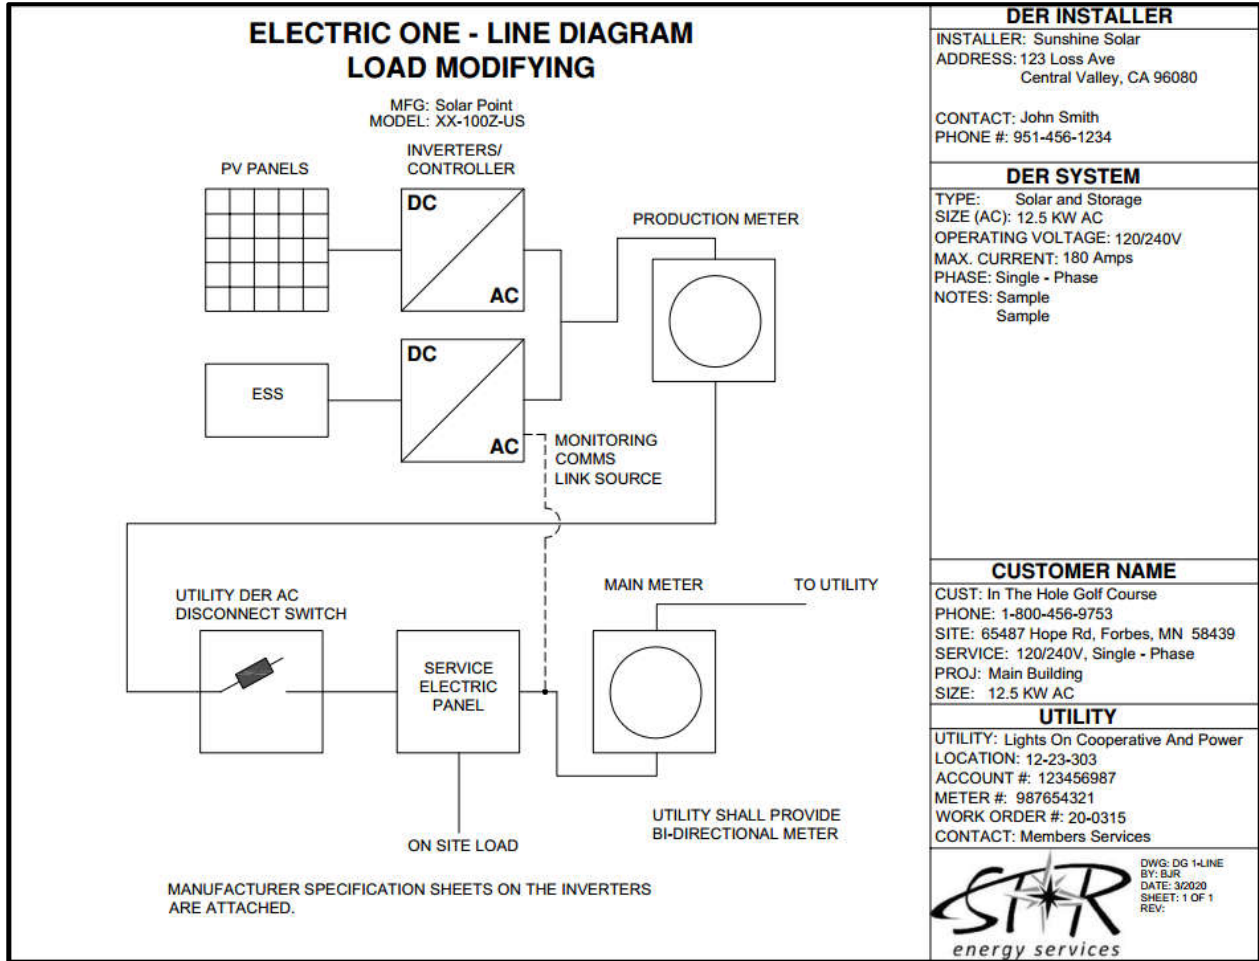 ELECTRIC ONE - LINE DIAGRAM
LOAD MODIFYING
MFG: Solar Point
MODEL: XX-100Z-US
PV PANELS
INVERTERS/
CONTROLLER
DC
AC
PRODUCTION METER
ESS
DC
AC
MONITORING
COMMS
LINK SOURCE
UTILITY DER AC
DISCONNECT SWITCH
SERVICE
ELECTRIC
PANEL
MAIN METER
TO UTILITY
ON SITE LOAD
UTILITY SHALL PROVIDE
BI-DIRECTIONAL METER
MANUFACTURER SPECIFICATION SHEETS ON THE INVERTERS
ARE ATTACHED.
DER INSTALLER
INSTALLER: Sunshine Solar
ADDRESS: 123 Loss Ave
Central Valley, CA 96080
CONTACT: John Smith
PHONE #: 951-456-1234
DER SYSTEM
TYPE: Solar and Storage
SIZE (AC): 12.5 KW AC
OPERATING VOLTAGE: 120/240V
MAX. CURRENT: 180 Amps
PHASE: Single - Phase
NOTES: Sample
Sample
CUSTOMER NAME
CUST: In The Hole Golf Course
PHONE: 1-800-456-9753
SITE: 65487 Hope Rd, Forbes, MN 58439
SERVICE: 120/240V, Single - Phase
PROJ: Main Building
SIZE: 12.5 KW AC
UTILITY
UTILITY: Lights On Cooperative And Power
LOCATION: 12-23-303
ACCOUNT #: 123456987
METER #: 987654321
WORK ORDER #: 20-0315
CONTACT: Members Services
STAR
energy services
DWG: DG 1-LINE
BY: BJR
DATE: 3/2020
SHEET: 1 OF 1
REV: